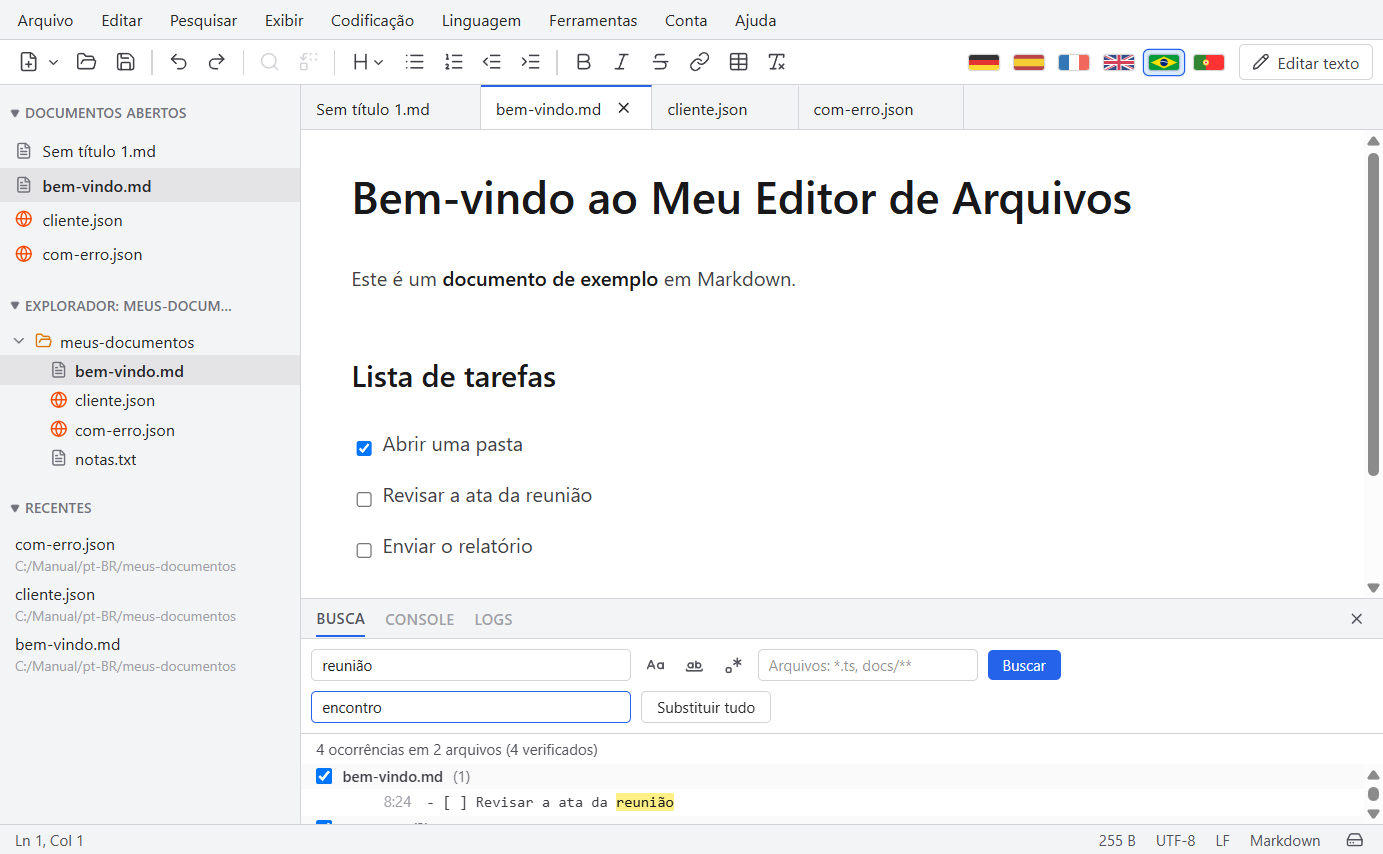 Arquivo Editar Pesquisar Exibir Codificação Linguagem Ferramentas Conta Ajuda
Editar texto
DOCUMENTOS ABERTOS
Sem título 1.md
bem-vindo.md
cliente.json
com-erro.json
EXPLORADOR: MEUS-DOCUM...
meus-documentos
bem-vindo.md
cliente.json
com-erro.json
notas.txt
RECENTES
com-erro.json
C:/Manual/pt-BR/meus-documentos
cliente.json
C:/Manual/pt-BR/meus-documentos
bem-vindo.md
C:/Manual/pt-BR/meus-documentos
Sem título 1.md bem-vindo.md cliente.json com-erro.json
Bem-vindo ao Meu Editor de Arquivos
Este é um documento de exemplo em Markdown.
Lista de tarefas
Abrir uma pasta
Revisar a ata da reunião
Enviar o relatório
BUSCA CONSOLE LOGS
reunião Aa ab Arquivos: *.ts, docs/** Buscar
encontro Substituir tudo
4 ocorrências em 2 arquivos (4 verificados)
bem-vindo.md (1)
8:24 - [ ] Revisar a ata da reunião
Ln 1, Col 1 255 B UTF-8 LF Markdown